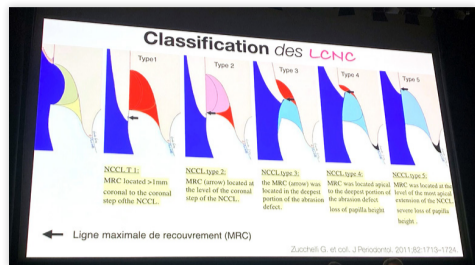 Classification des LCNC
Type1
Type 2
Type 3
Type 4
Type 5
NCCL T 1:
MRC located >1mm
coronal to the coronal
step ofthe NCCL.
NCCL type 2:
MRC (arrow) located at
the level of the coronal
step of the NCCL.
NCCL type 3:
the MRC (arrow) was
located in the deepest
portion of the abrasion
defect.
NCCL type 4:
MRC was located apical
to the deepest portion of
the abrasion defect
loss of papilla height
NCCL type 5:
MRC was located at the
level of the most apical
extension of the NCCL
severe loss of papilla
height .
Ligne maximale de recouvrement (MRC)
Zucchelli G. et coll. J Periodontol. 2011;82:1713–1724.